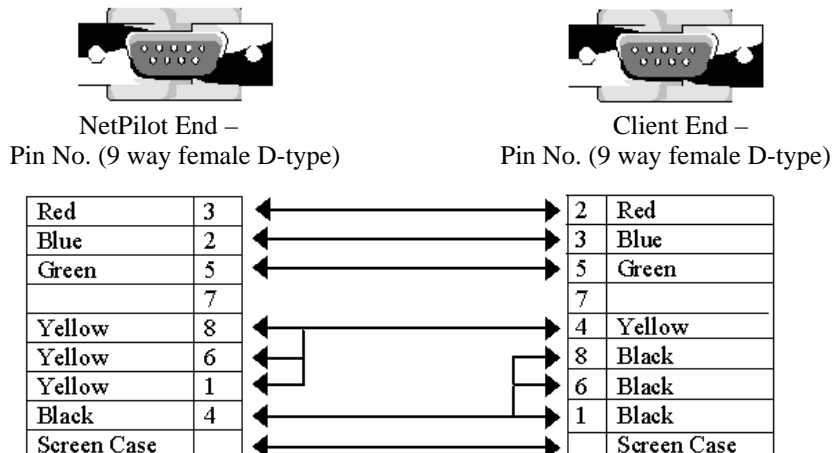 NetPilot End – Client End –
Pin No. (9 way female D-type) Pin No. (9 way female D-type)
Red 3 2 Red
Blue 2 3 Blue
Green 5 5 Green
7 7
Yellow 8 4 Yellow
Yellow 6 8 Black
Yellow 1 6 Black
Black 4 1 Black
Screen Case Screen Case